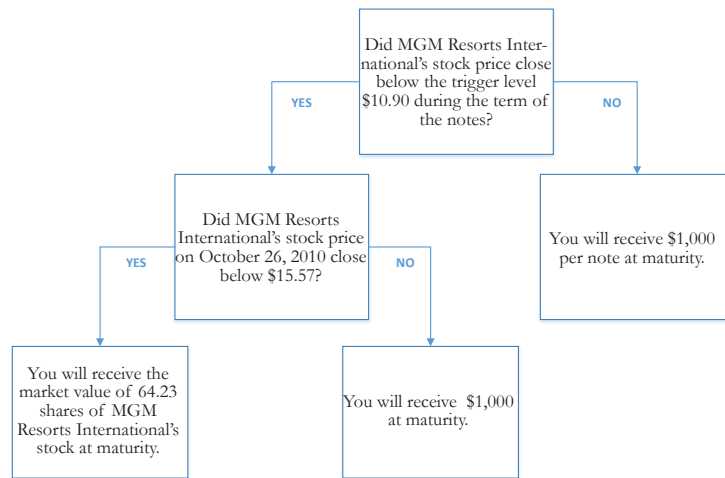 Did MGM Resorts Inter-
national's stock price close
below the trigger level
$10.90 during the term of
the notes?
YES
NO
Did MGM Resorts
International's stock price
on October 26, 2010 close
below $15.57?
You will receive $1,000
per note at maturity.
YES
NO
You will receive the
market value of 64.23
shares of MGM
Resorts International's
stock at maturity.
You will receive $1,000
at maturity.